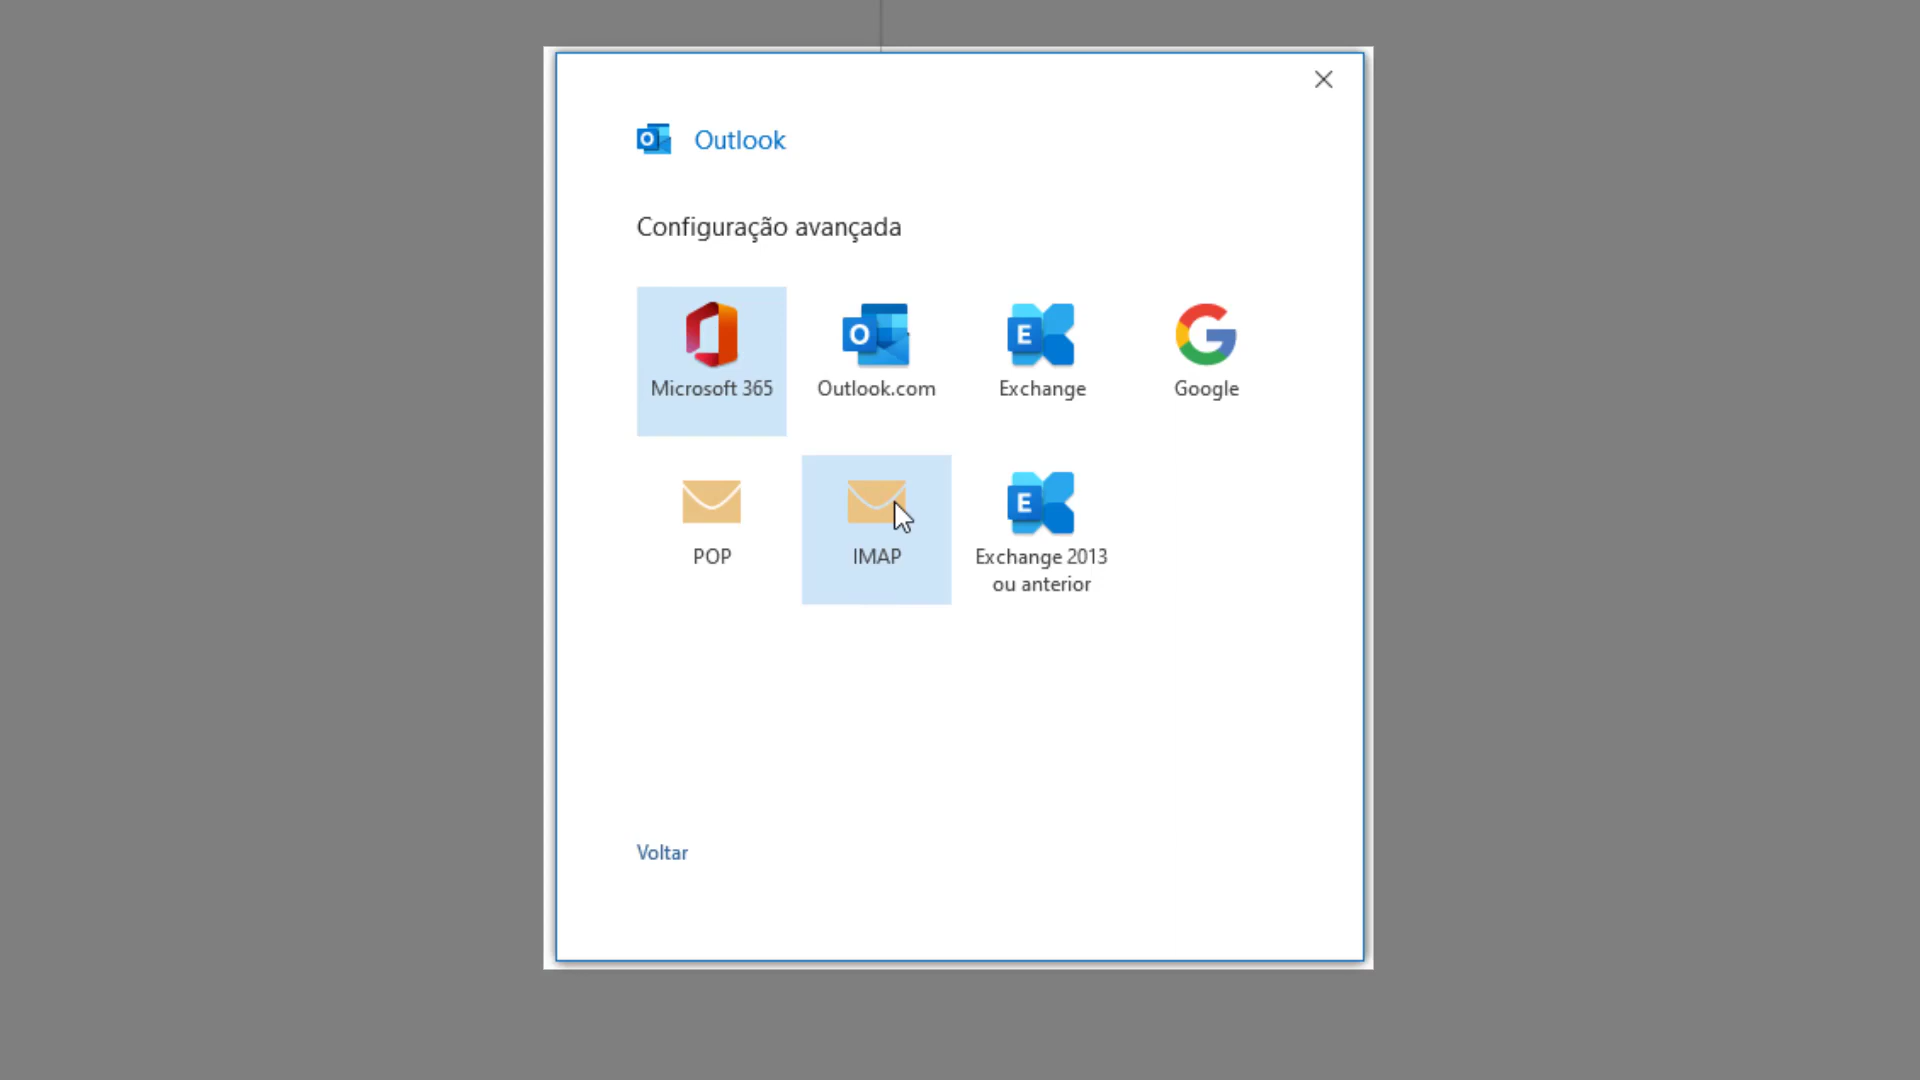 Outlook
Configuração avançada
Microsoft 365
Outlook.com
Exchange
Google
POP
IMAP
Exchange 2013
ou anterior
Voltar